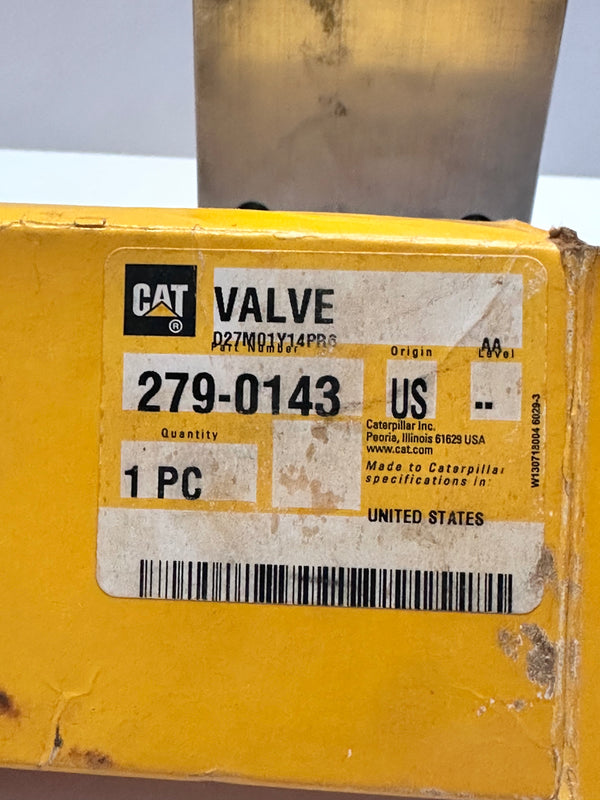 CAT
®
VALVE
D27M01Y14PR6
Part Number
Origin
AA
Level
279-0143
US
--
Quantity
1 PC
Caterpillar Inc.
Peoria, Illinois 61629 USA
www.cat.com
Made to Caterpillar
specifications in:
UNITED STATES
W130718004 6029-3